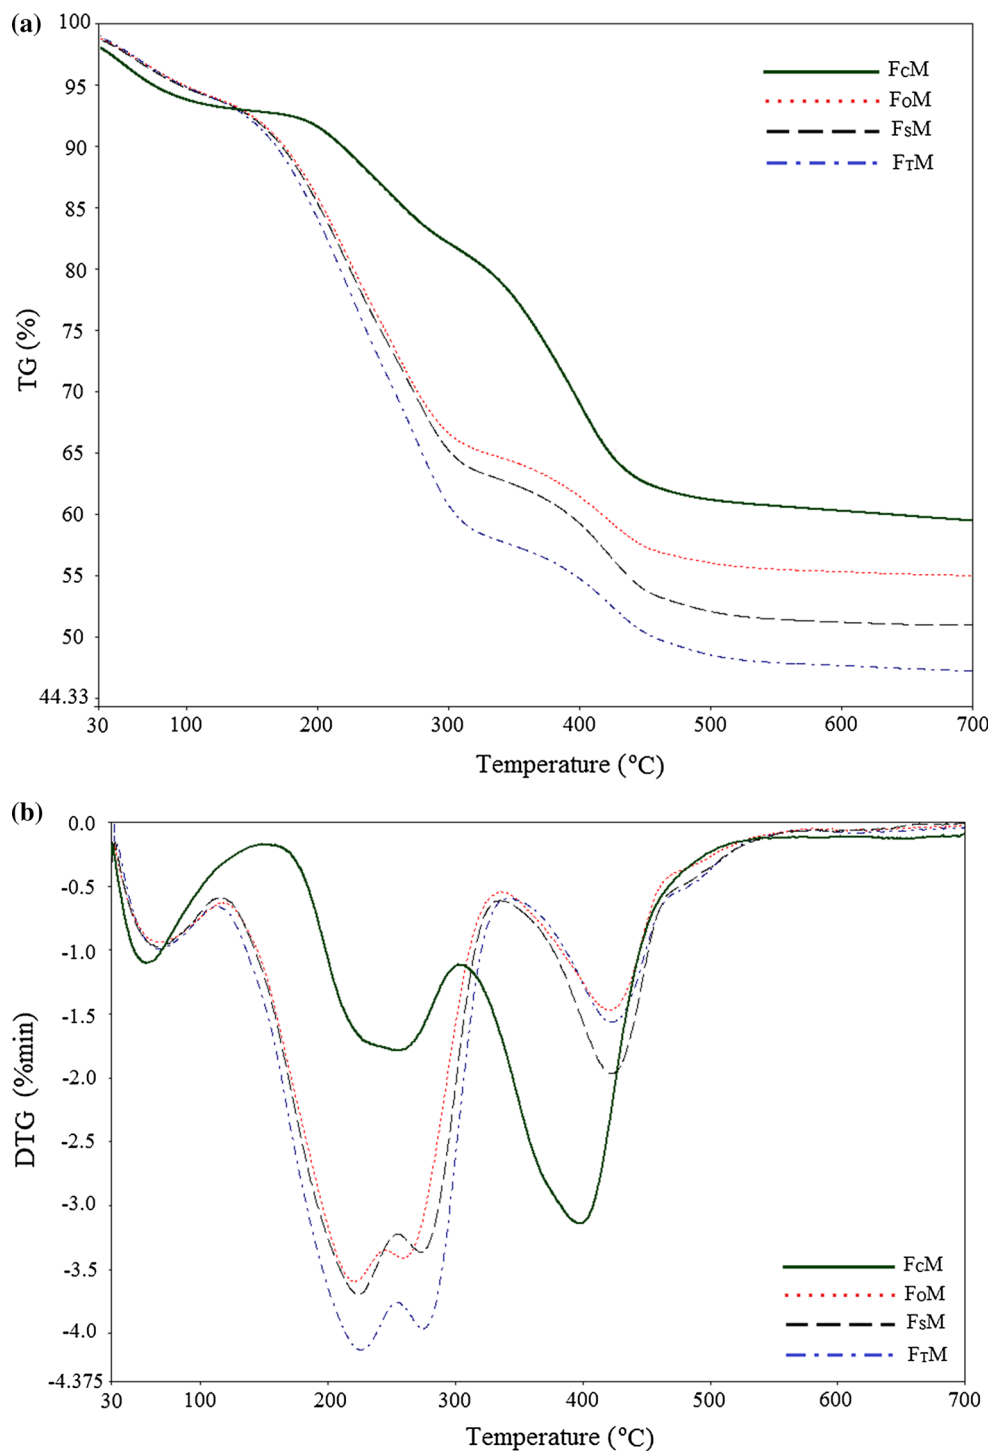 (a)
100
95
90
85
80
75
70
65
60
55
50
44.33
TG (%)
FCM
FOM
FSM
FTM
30 100 200 300 400 500 600 700
Temperature (°C)
(b)
0.0
-0.5
-1.0
-1.5
-2.0
-2.5
-3.0
-3.5
-4.0
-4.375
DTG (%min)
FCM
FOM
FSM
FTM
30 100 200 300 400 500 600 700
Temperature (°C)